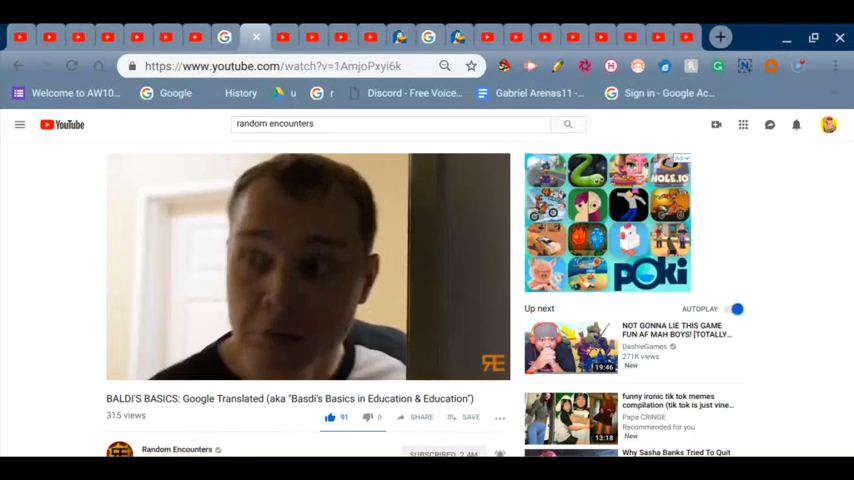 https://www.youtube.com/watch?v=1AmjoPxyi6k
Welcome to AW10...
Google
History
u
r
Discord - Free Voice...
Gabriel Arenas11 -...
Sign in - Google Ac...
YouTube
random encounters
Ad
HOLE.IO
POKi
RE
Up next
AUTOPLAY
NOT GONNA LIE THIS GAME
FUN AF MAH BOYS! [TOTALLY...
DashieGames
271K views
New
19:46
BALDI'S BASICS: Google Translated (aka "Basdi's Basics in Education & Education")
315 views
91
0
SHARE
SAVE
funny ironic tik tok memes
compilation (tik tok is just vine...
Papa CRINGE
Recommended for you
New
13:18
Random Encounters
SUBSCRIBED 2.4M
Why Sasha Banks Tried To Quit